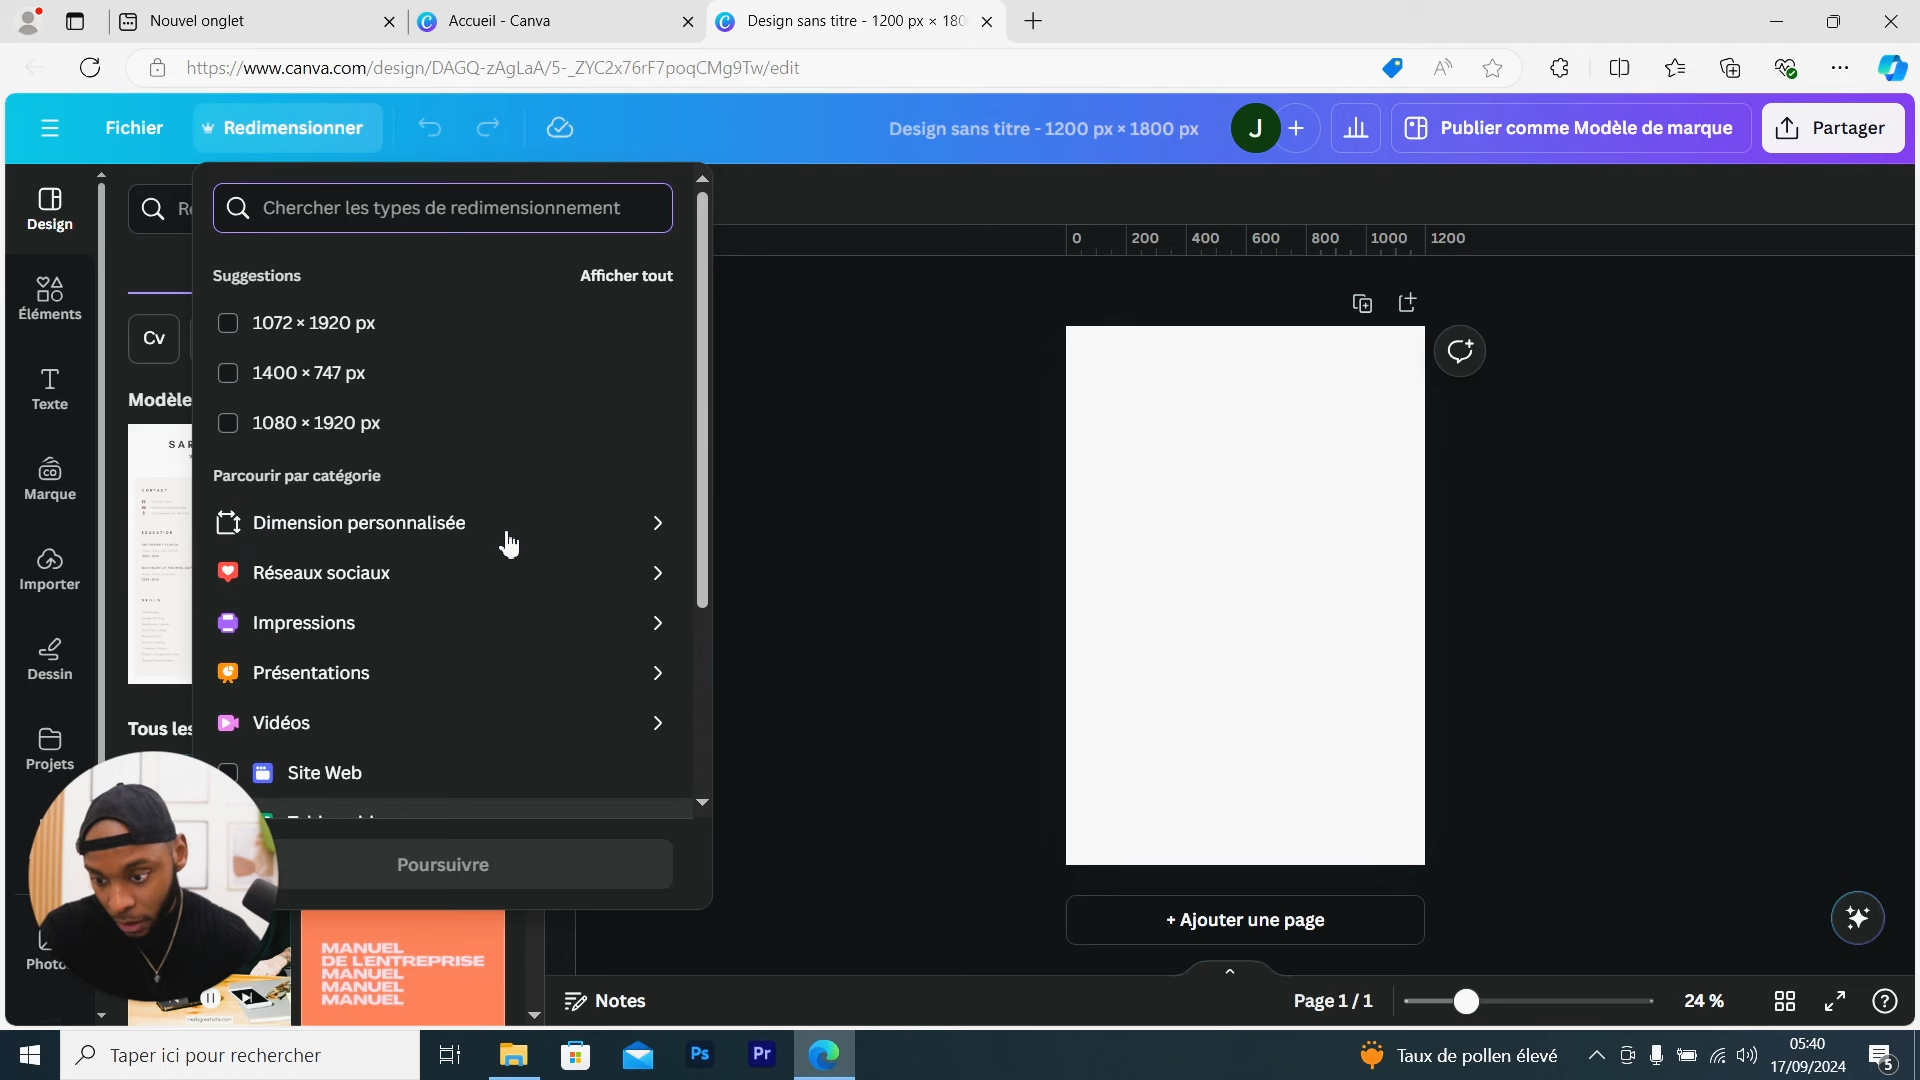 Nouvel onglet
Accueil - Canva
Design sans titre - 1200 px × 180
https://www.canva.com/design/DAGQ-zAgLaA/5-_ZYC2x76rF7poqCMg9Tw/edit
Fichier
Redimensionner
Design sans titre - 1200 px × 1800 px
J
Publier comme Modèle de marque
Partager
Design
Éléments
Texte
Marque
Importer
Dessin
Projets
Cv
Modèle
Tous les
Chercher les types de redimensionnement
Suggestions
Afficher tout
1072 × 1920 px
1400 × 747 px
1080 × 1920 px
Parcourir par catégorie
Dimension personnalisée
Réseaux sociaux
Impressions
Présentations
Vidéos
Site Web
Poursuivre
0 200 400 600 800 1000 1200
+ Ajouter une page
MANUEL
DE L'ENTREPRISE
MANUEL
MANUEL
MANUEL
Notes
Page 1 / 1
24 %
Taper ici pour rechercher
Ps
Pr
Taux de pollen élevé
05:40
17/09/2024
5